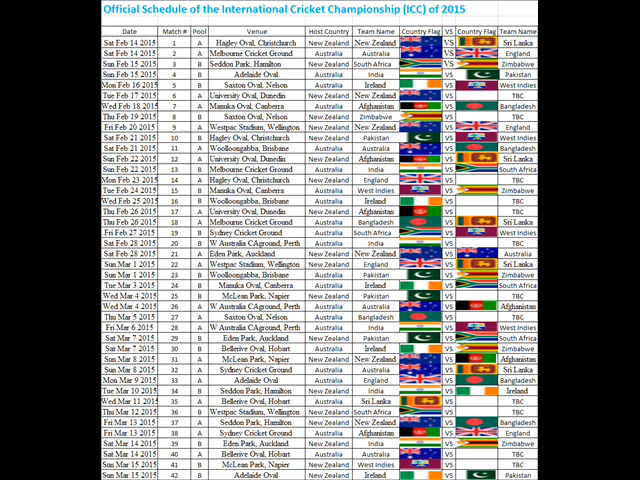 Official Schedule of the International Cricket Championship (ICC) of 2015
Date Match # Pool Venue Host Country Team Name Country Flag VS Country Flag Team Name
Sat Feb 14 2015 1 A Hagley Oval, Christchurch New Zealand New Zealand VS Sri Lanka
Sat Feb 14 2015 2 A Melbourne Cricket Ground Australia Australia VS England
Sun Feb 15 2015 3 B Seddon Park, Hamilton New Zealand South Africa VS Zimbabwe
Sun Feb 15 2015 4 B Adelaide Oval Australia India VS Pakistan
Mon Feb 16 2015 5 B Saxton Oval, Nelson New Zealand Ireland VS West Indies
Tue Feb 17 2015 6 A University Oval, Dunedin New Zealand New Zealand VS TBC
Wed Feb 18 2015 7 A Manuka Oval, Canberra Australia Afghanistan VS Bangladesh
Thu Feb 19 2015 8 B Saxton Oval, Nelson New Zealand Zimbabwe VS TBC
Fri Feb 20 2015 9 A Westpac Stadium, Wellington New Zealand New Zealand VS England
Sat Feb 21 2015 10 B Hagley Oval, Christchurch New Zealand Pakistan VS West Indies
Sat Feb 21 2015 11 A Woolloongabba, Brisbane Australia Australia VS Bangladesh
Sun Feb 22 2015 12 A University Oval, Dunedin New Zealand Afghanistan VS Sri Lanka
Sun Feb 22 2015 13 B Melbourne Cricket Ground Australia India VS South Africa
Mon Feb 23 2015 14 A Hagley Oval, Christchurch New Zealand England VS TBC
Tue Feb 24 2015 15 B Manuka Oval, Canberra Australia West Indies VS Zimbabwe
Wed Feb 25 2015 16 B Woolloongabba, Brisbane Australia Ireland VS TBC
Thu Feb 26 2015 17 A University Oval, Dunedin New Zealand Afghanistan VS TBC
Thu Feb 26 2015 18 A Melbourne Cricket Ground Australia Bangladesh VS Sri Lanka
Fri Feb 27 2015 19 B Sydney Cricket Ground Australia South Africa VS West Indies
Sat Feb 28 2015 20 B W Australia CAground, Perth Australia India VS TBC
Sat Feb 28 2015 21 A Eden Park, Auckland New Zealand New Zealand VS Australia
Sun Mar 1 2015 22 A Westpac Stadium, Wellington New Zealand England VS Sri Lanka
Sun Mar 1 2015 23 B Woolloongabba, Brisbane Australia Pakistan VS Zimbabwe
Tue Mar 3 2015 24 B Manuka Oval, Canberra Australia Ireland VS South Africa
Wed Mar 4 2015 25 B McLean Park, Napier New Zealand Pakistan VS TBC
Wed Mar 4 2015 26 A W Australia CAGround, Perth Australia Australia VS Afghanistan
Thu Mar 5 2015 27 A Saxton Oval, Nelson New Zealand Bangladesh VS TBC
Fri Mar 6 2015 28 B W Australia CAGround, Perth Australia India VS West Indies
Sat Mar 7 2015 29 B Eden Park, Auckland New Zealand Pakistan VS South Africa
Sat Mar 7 2015 30 B Bellerive Oval, Hobart Australia Ireland VS Zimbabwe
Sun Mar 8 2015 31 A McLean Park, Napier New Zealand New Zealand VS Afghanistan
Sun Mar 8 2015 32 A Sydney Cricket Ground Australia Australia VS Sri Lanka
Mon Mar 9 2015 33 A Adelaide Oval Australia England VS Bangladesh
Tue Mar 10 2015 34 B Seddon Park, Hamilton New Zealand India VS Ireland
Wed Mar 11 2015 35 A Bellerive Oval, Hobart Australia Sri Lanka VS TBC
Thu Mar 12 2015 36 B Westpac Stadium, Wellington New Zealand South Africa VS TBC
Fri Mar 13 2015 37 A Seddon Park, Hamilton New Zealand New Zealand VS Bangladesh
Fri Mar 13 2015 38 A Sydney Cricket Ground Australia Afghanistan VS England
Sat Mar 14 2015 39 B Eden Park, Auckland New Zealand India VS Zimbabwe
Sat Mar 14 2015 40 A Bellerive Oval, Hobart Australia Australia VS TBC
Sun Mar 15 2015 41 B McLean Park, Napier New Zealand West Indies VS TBC
Sun Mar 15 2015 42 B Adelaide Oval Australia Ireland VS Pakistan